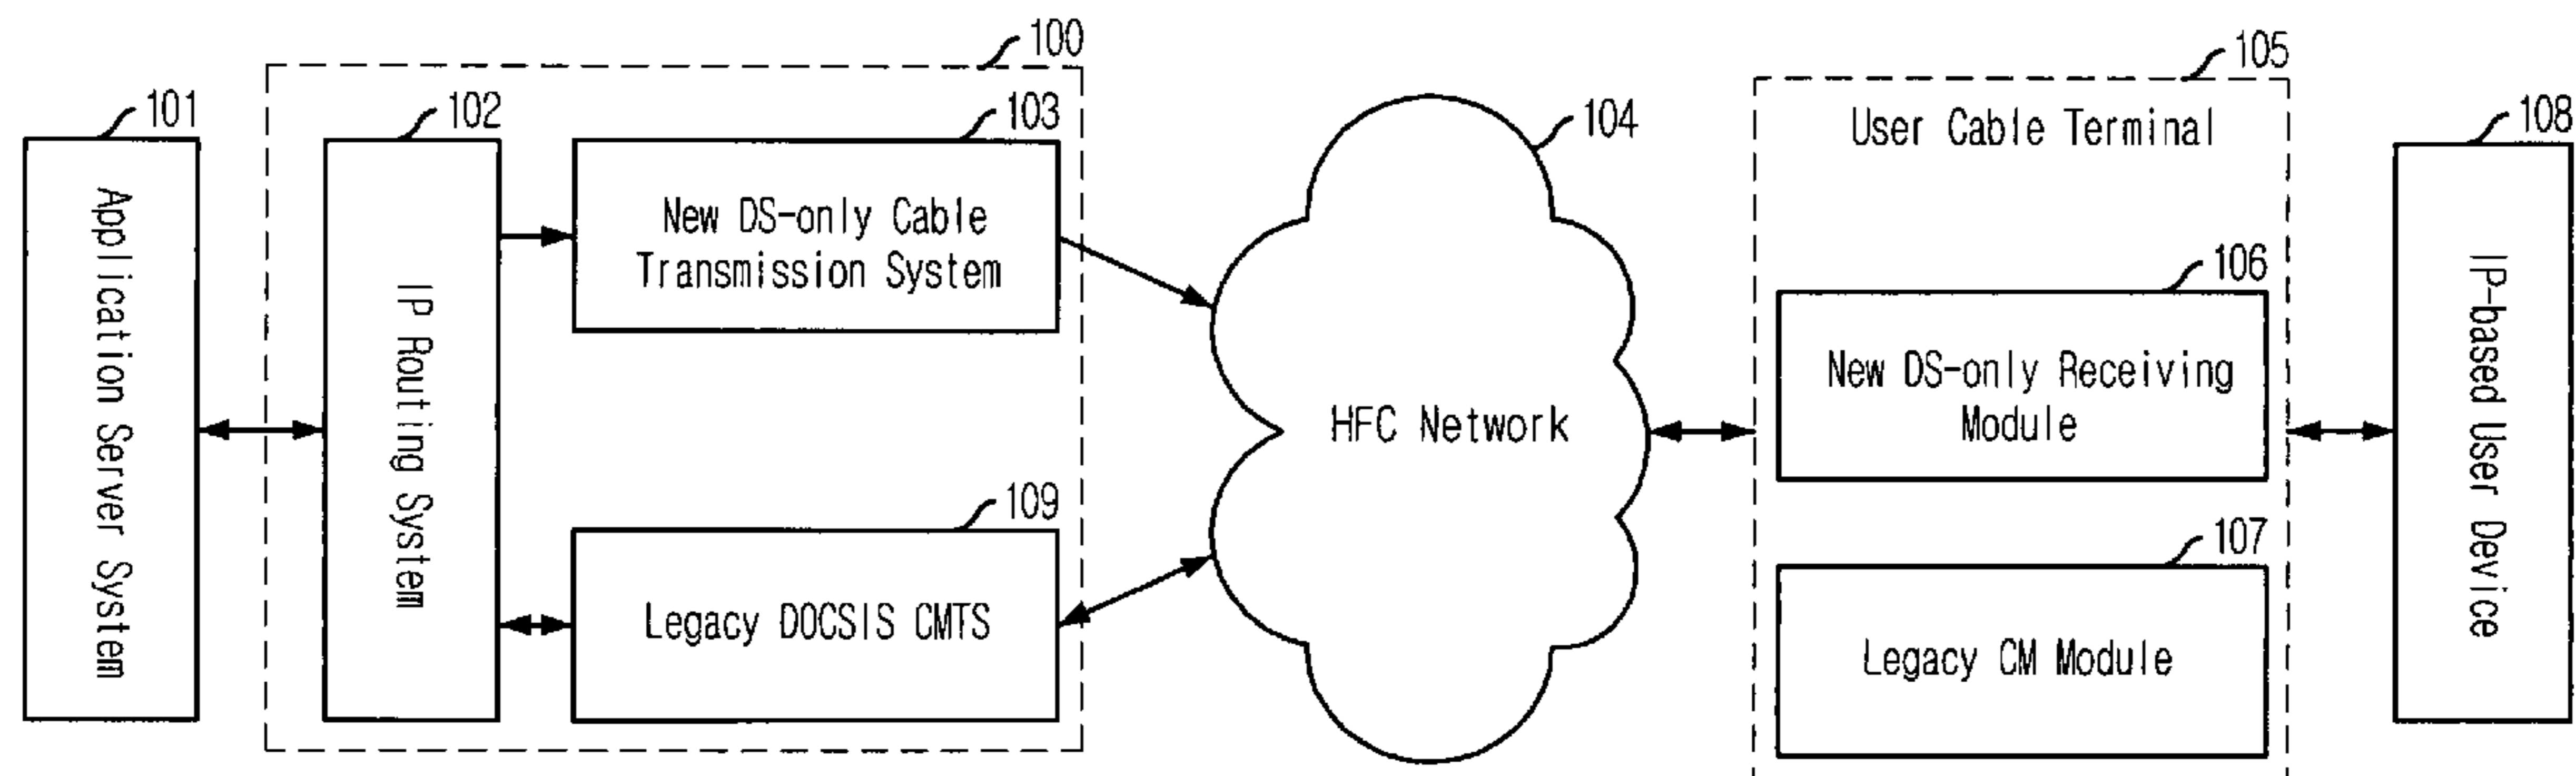 100
105
101
102
103
104
108
User Cable Terminal
Application Server System
IP Routing System
New DS-only Cable
Transmission System
106
HFC Network
New DS-only Receiving
Module
IP-based User Device
109
107
Legacy DOCSIS CMTS
Legacy CM Module